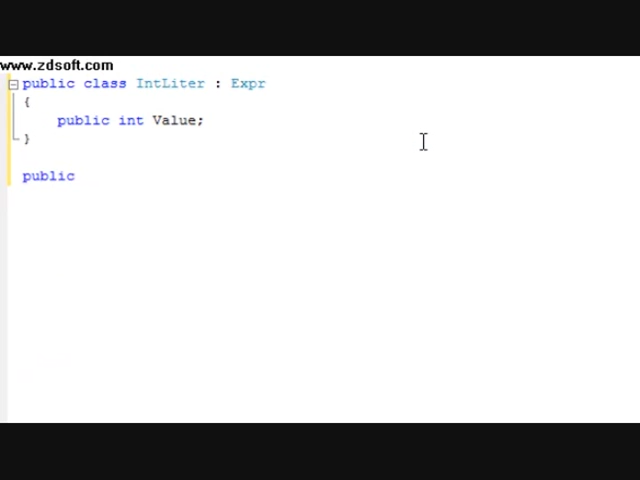 www.zdsoft.com
public class IntLiter : Expr
{
    public int Value;
}
public